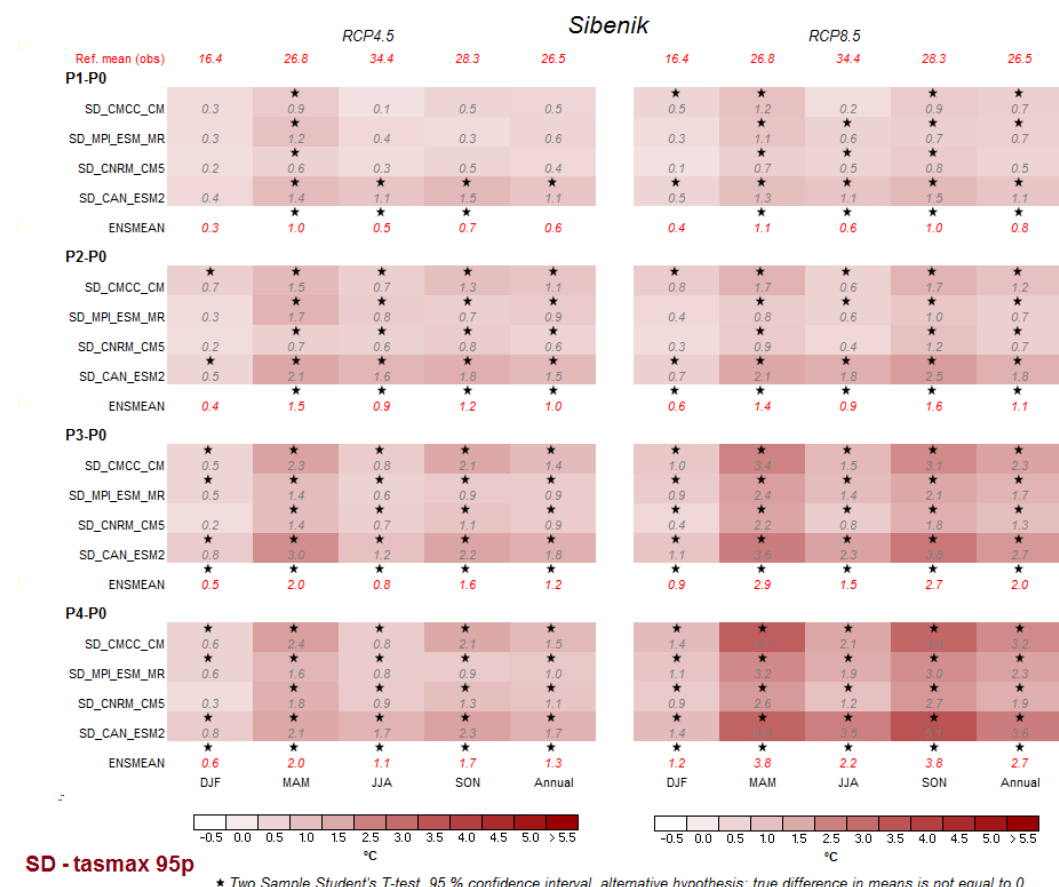 Sibenik
RCP4.5 RCP8.5
Ref. mean (obs) 16.4 26.8 34.4 28.3 26.5 16.4 26.8 34.4 28.3 26.5
P1-P0
SD_CMCC_CM 0.3 0.9 0.1 0.5 0.5 0.5 1.2 0.2 0.9 0.7
SD_MPI_ESM_MR 0.3 1.2 0.4 0.3 0.6 0.3 1.1 0.6 0.7 0.7
SD_CNRM_CM5 0.2 0.6 0.3 0.5 0.4 0.1 0.7 0.5 0.8 0.5
SD_CAN_ESM2 0.4 1.4 1.1 1.5 1.1 0.5 1.3 1.1 1.5 1.1
ENSMEAN 0.3 1.0 0.5 0.7 0.6 0.4 1.1 0.6 1.0 0.8
P2-P0
SD_CMCC_CM 0.7 1.5 0.7 1.3 1.1 0.8 1.7 0.6 1.7 1.2
SD_MPI_ESM_MR 0.3 1.7 0.8 0.7 0.9 0.4 0.8 0.6 1.0 0.7
SD_CNRM_CM5 0.2 0.7 0.6 0.8 0.6 0.3 0.9 0.4 1.2 0.7
SD_CAN_ESM2 0.5 2.1 1.6 1.8 1.5 0.7 2.1 1.8 2.5 1.8
ENSMEAN 0.4 1.5 0.9 1.2 1.0 0.6 1.4 0.9 1.6 1.1
P3-P0
SD_CMCC_CM 0.5 2.3 0.8 2.1 1.4 1.0 3.4 1.5 3.1 2.3
SD_MPI_ESM_MR 0.5 1.4 0.6 0.9 0.9 0.9 2.4 1.4 2.1 1.7
SD_CNRM_CM5 0.2 1.4 0.7 1.1 0.9 0.4 2.2 0.8 1.8 1.3
SD_CAN_ESM2 0.8 3.0 1.2 2.2 1.8 1.1 3.6 2.3 3.8 2.7
ENSMEAN 0.5 2.0 0.8 1.6 1.2 0.9 2.9 1.5 2.7 2.0
P4-P0
SD_CMCC_CM 0.6 2.4 0.8 2.1 1.5 1.4 2.1 3.2
SD_MPI_ESM_MR 0.6 1.6 0.8 0.9 1.0 1.1 3.2 1.9 3.0 2.3
SD_CNRM_CM5 0.3 1.8 0.9 1.3 1.1 0.9 2.6 1.2 2.7 1.9
SD_CAN_ESM2 0.8 2.1 1.7 2.3 1.7 1.4 3.5 3.6
ENSMEAN 0.6 2.0 1.1 1.7 1.3 1.2 3.8 2.2 3.8 2.7
DJF MAM JJA SON Annual DJF MAM JJA SON Annual
-0.5 0.0 0.5 1.0 1.5 2.5 3.0 3.5 4.5 5.0 > 5.5 -0.5 0.0 0.5 1.0 1.5 2.5 3.0 3.5 4.5 5.0 > 5.5
°C °C
SD - tasmax 95p
★ Two Sample Student's T-test, 95 % confidence interval, alternative hypothesis: true difference in means is not equal to 0